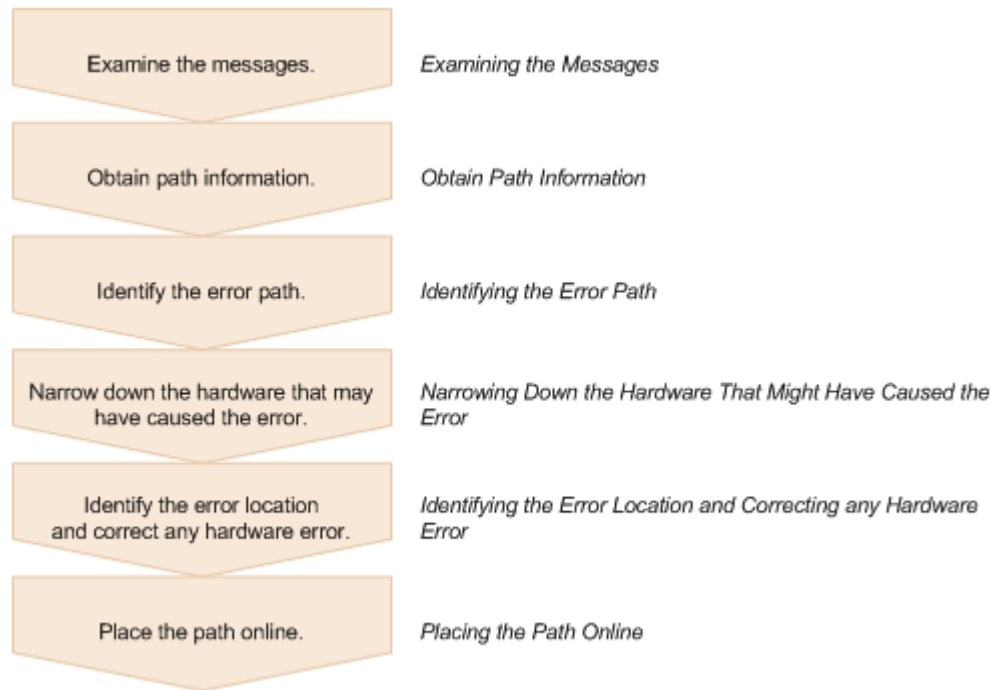 Examine the messages.
Examining the Messages
Obtain path information.
Obtain Path Information
Identify the error path.
Identifying the Error Path
Narrow down the hardware that may
have caused the error.
Narrowing Down the Hardware That Might Have Caused the
Error
Identify the error location
and correct any hardware error.
Identifying the Error Location and Correcting any Hardware
Error
Place the path online.
Placing the Path Online